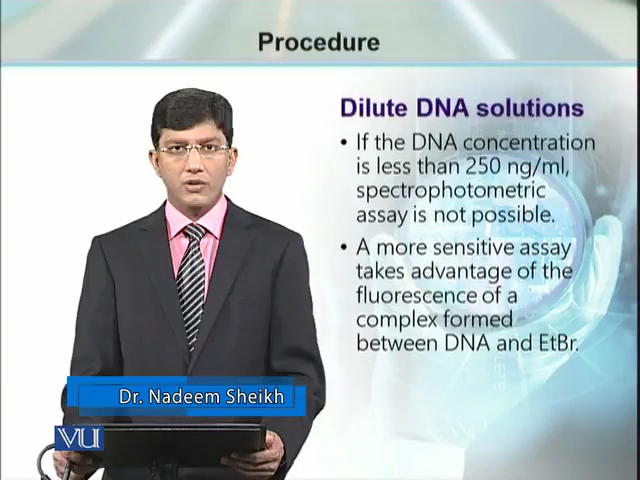 Procedure
Dilute DNA solutions
• If the DNA concentration
is less than 250 ng/ml,
spectrophotometric
assay is not possible.
• A more sensitive assay
takes advantage of the
fluorescence of a
complex formed
between DNA and EtBr.
Dr. Nadeem Sheikh
VU